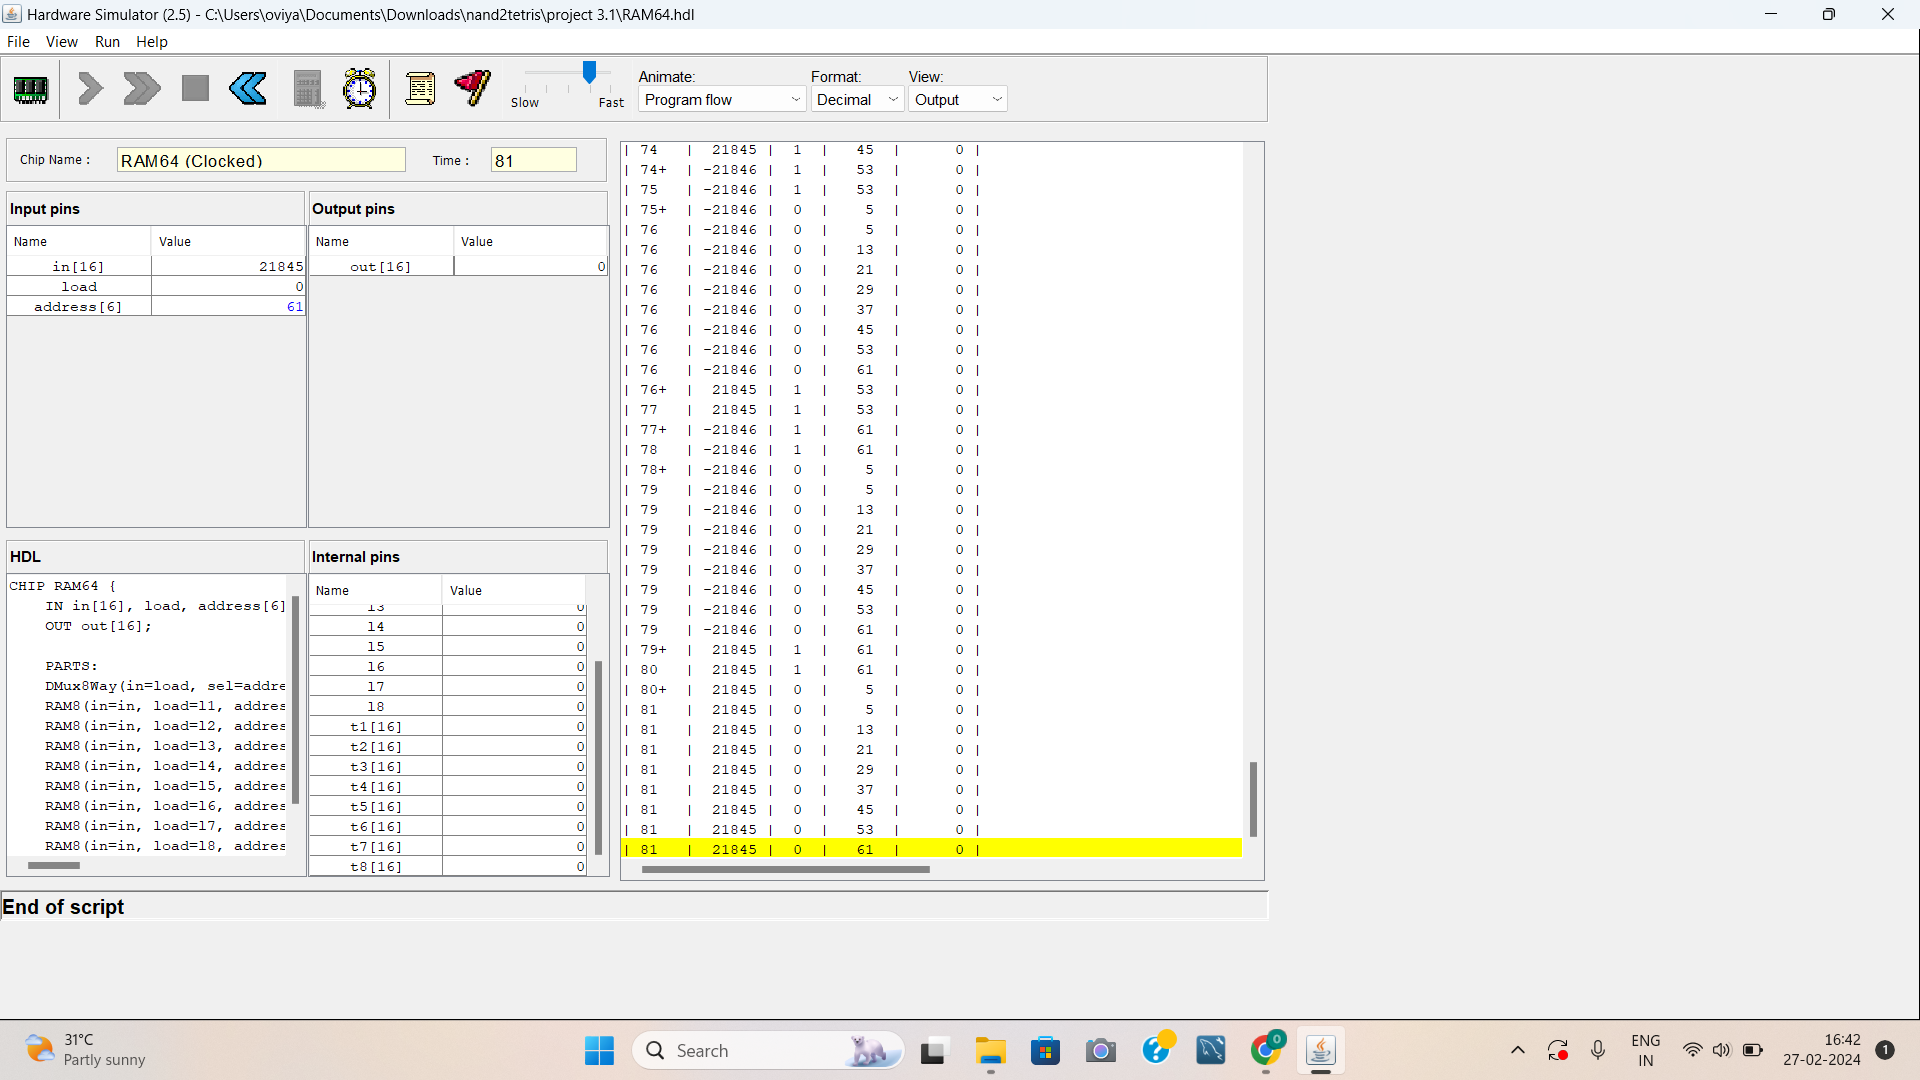 Hardware Simulator (2.5) - C:\Users\oviya\Documents\Downloads\nand2tetris\project 3.1\RAM64.hdl
File View Run Help
Slow Fast
Animate: Format: View:
Program flow Decimal Output
Chip Name : RAM64 (Clocked) Time : 81
Input pins
Name Value
in[16] 21845
load 0
address[6] 61
Output pins
Name Value
out[16] 0
HDL
CHIP RAM64 {
IN in[16], load, address[6]
OUT out[16];
PARTS:
DMux8Way(in=load, sel=addre
RAM8(in=in, load=l1, addres
RAM8(in=in, load=l2, addres
RAM8(in=in, load=l3, addres
RAM8(in=in, load=l4, addres
RAM8(in=in, load=l5, addres
RAM8(in=in, load=l6, addres
RAM8(in=in, load=l7, addres
RAM8(in=in, load=l8, addres
Internal pins
Name Value
l3 0
l4 0
l5 0
l6 0
l7 0
l8 0
t1[16] 0
t2[16] 0
t3[16] 0
t4[16] 0
t5[16] 0
t6[16] 0
t7[16] 0
t8[16] 0
| 74 | 21845 | 1 | 45 | 0 |
| 74+ | -21846 | 1 | 53 | 0 |
| 75 | -21846 | 1 | 53 | 0 |
| 75+ | -21846 | 0 | 5 | 0 |
| 76 | -21846 | 0 | 5 | 0 |
| 76 | -21846 | 0 | 13 | 0 |
| 76 | -21846 | 0 | 21 | 0 |
| 76 | -21846 | 0 | 29 | 0 |
| 76 | -21846 | 0 | 37 | 0 |
| 76 | -21846 | 0 | 45 | 0 |
| 76 | -21846 | 0 | 53 | 0 |
| 76 | -21846 | 0 | 61 | 0 |
| 76+ | 21845 | 1 | 53 | 0 |
| 77 | 21845 | 1 | 53 | 0 |
| 77+ | -21846 | 1 | 61 | 0 |
| 78 | -21846 | 1 | 61 | 0 |
| 78+ | -21846 | 0 | 5 | 0 |
| 79 | -21846 | 0 | 5 | 0 |
| 79 | -21846 | 0 | 13 | 0 |
| 79 | -21846 | 0 | 21 | 0 |
| 79 | -21846 | 0 | 29 | 0 |
| 79 | -21846 | 0 | 37 | 0 |
| 79 | -21846 | 0 | 45 | 0 |
| 79 | -21846 | 0 | 53 | 0 |
| 79 | -21846 | 0 | 61 | 0 |
| 79+ | 21845 | 1 | 61 | 0 |
| 80 | 21845 | 1 | 61 | 0 |
| 80+ | 21845 | 0 | 5 | 0 |
| 81 | 21845 | 0 | 5 | 0 |
| 81 | 21845 | 0 | 13 | 0 |
| 81 | 21845 | 0 | 21 | 0 |
| 81 | 21845 | 0 | 29 | 0 |
| 81 | 21845 | 0 | 37 | 0 |
| 81 | 21845 | 0 | 45 | 0 |
| 81 | 21845 | 0 | 53 | 0 |
| 81 | 21845 | 0 | 61 | 0 |
End of script
31°C
Partly sunny
Search
O
ENG
IN
16:42
27-02-2024
1